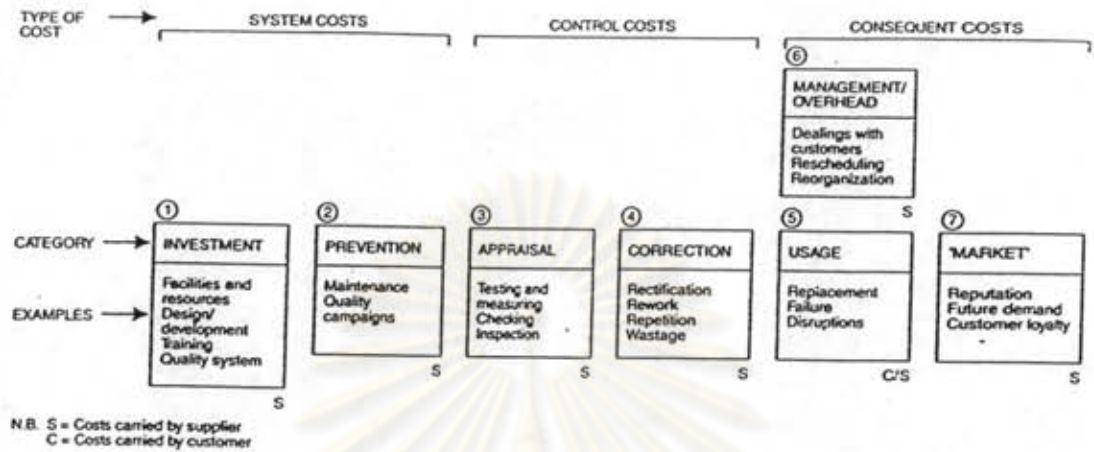 TYPE OF
COST
SYSTEM COSTS
CONTROL COSTS
CONSEQUENT COSTS
⑥
MANAGEMENT/
OVERHEAD
Dealings with
customers
Rescheduling
Reorganization
S
CATEGORY
EXAMPLES
①
INVESTMENT
Facilities and
resources
Design/
development
Training
Quality system
S
②
PREVENTION
Maintenance
Quality
campaigns
S
③
APPRAISAL
Testing and
measuring
Checking
Inspection
S
④
CORRECTION
Rectification
Rework
Repetition
Wastage
S
⑤
USAGE
Replacement
Failure
Disruptions
C/S
⑦
'MARKET'
Reputation
Future demand
Customer loyalty
S
N.B. S = Costs carried by supplier
C = Costs carried by customer